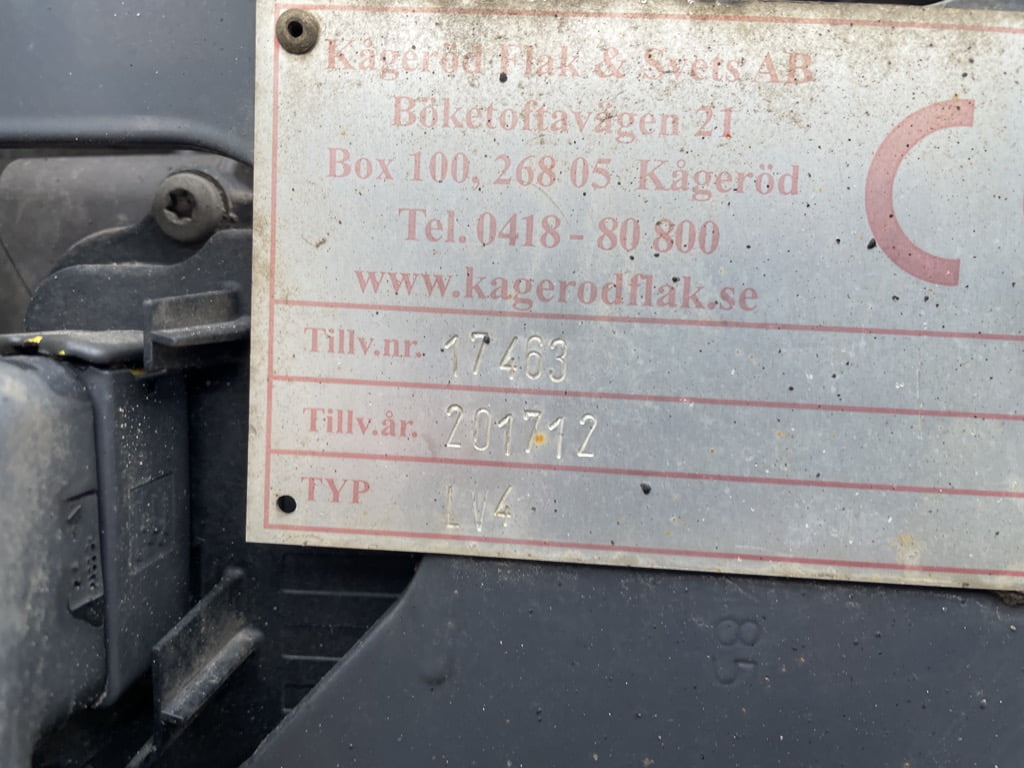 Kågeröd Flak & Svets AB
Böketoftavägen 21
Box 100, 268 05 Kågeröd
Tel. 0418 - 80 800
www.kagerodflak.se
Tillv.nr. 17463
Tillv.år. 201712
TYP LV4
C
18